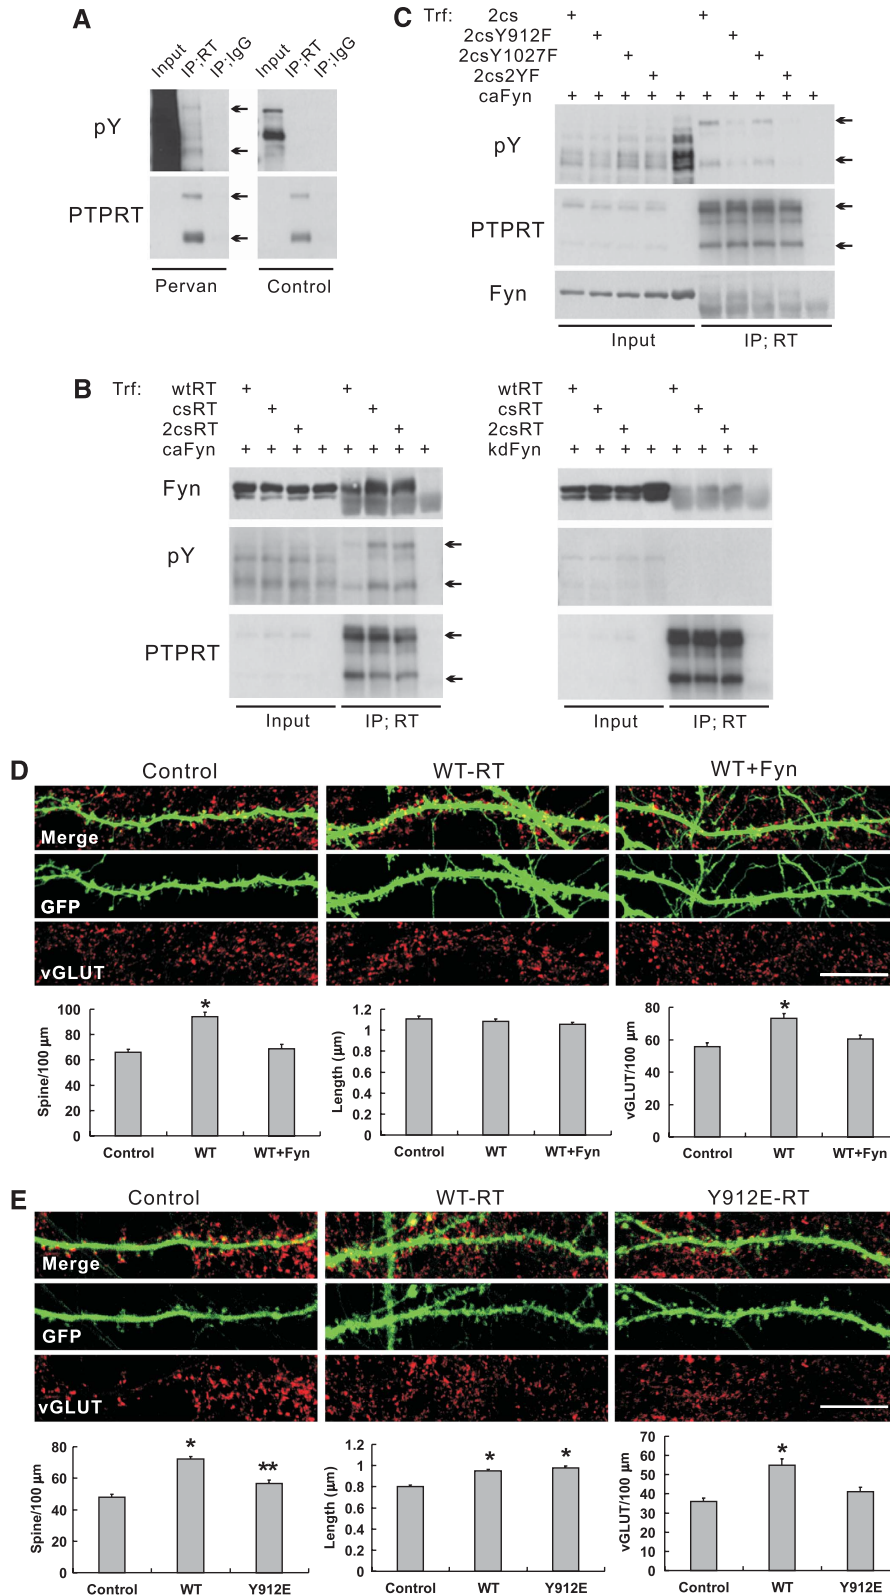 A
Input
IP;RT
IP;IgG
Input
IP;RT
IP;IgG
pY
PTPRT
Pervan
Control
C
Trf: 2cs +  +
2csY912F +  +
2csY1027F +  +
2cs2YF +  +
caFyn + + + + + + + + + +
pY
PTPRT
Fyn
Input
IP; RT
B
Trf: wtRT +  +
csRT +  +
2csRT +  +
caFyn + + + + + + + +
Fyn
pY
PTPRT
Input
IP; RT
wtRT +  +
csRT +  +
2csRT +  +
kdFyn + + + + + + + +
Input
IP; RT
D
Control
WT-RT
WT+Fyn
Merge
GFP
vGLUT
Spine/100 µm
100
80
60
40
20
0
*
Control WT WT+Fyn
Length (µm)
1.2
1
0.8
0.6
0.4
0.2
0
Control WT WT+Fyn
vGLUT/100 µm
80
60
40
20
0
*
Control WT WT+Fyn
E
Control
WT-RT
Y912E-RT
Merge
GFP
vGLUT
Spine/100 µm
80
60
40
20
0
*
**
Control WT Y912E
Length (µm)
1.2
1
0.8
0.6
0.4
0.2
0
*
*
Control WT Y912E
vGLUT/100 µm
70
60
50
40
30
20
10
0
*
Control WT Y912E